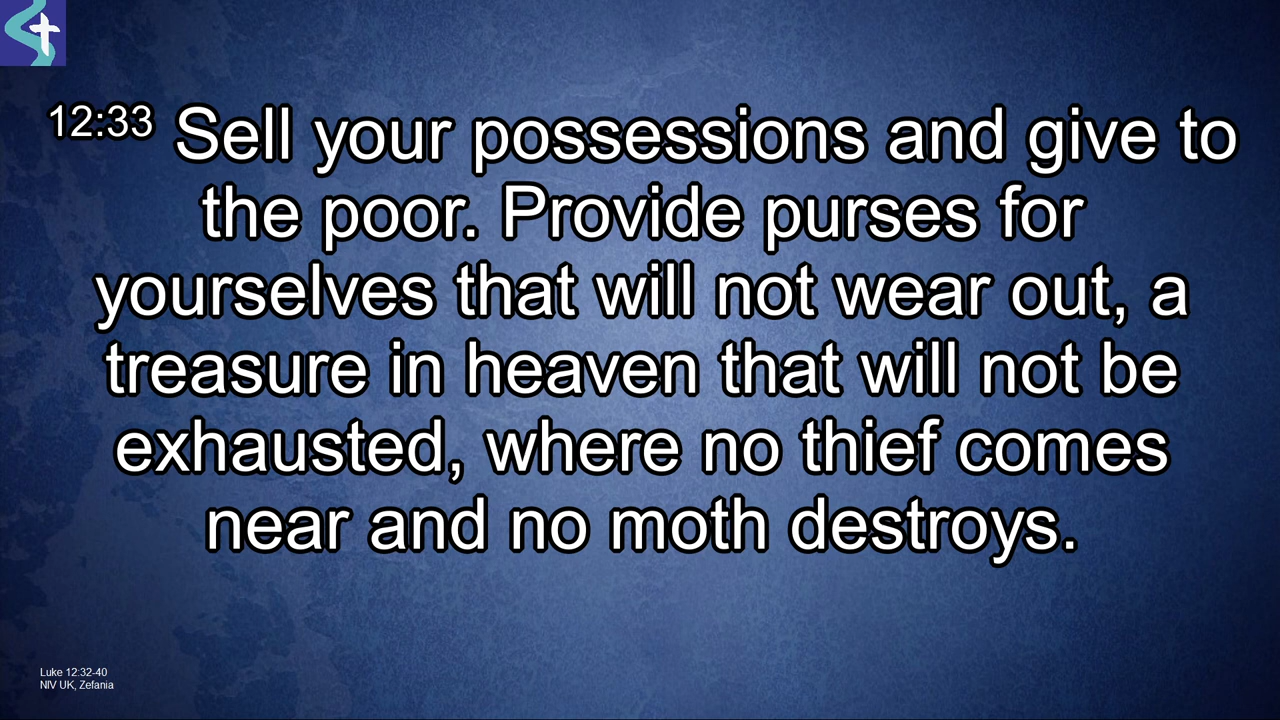 12:33 Sell your possessions and give to
the poor. Provide purses for
yourselves that will not wear out, a
treasure in heaven that will not be
exhausted, where no thief comes
near and no moth destroys.
Luke 12:32-40
NIV UK, Zefania